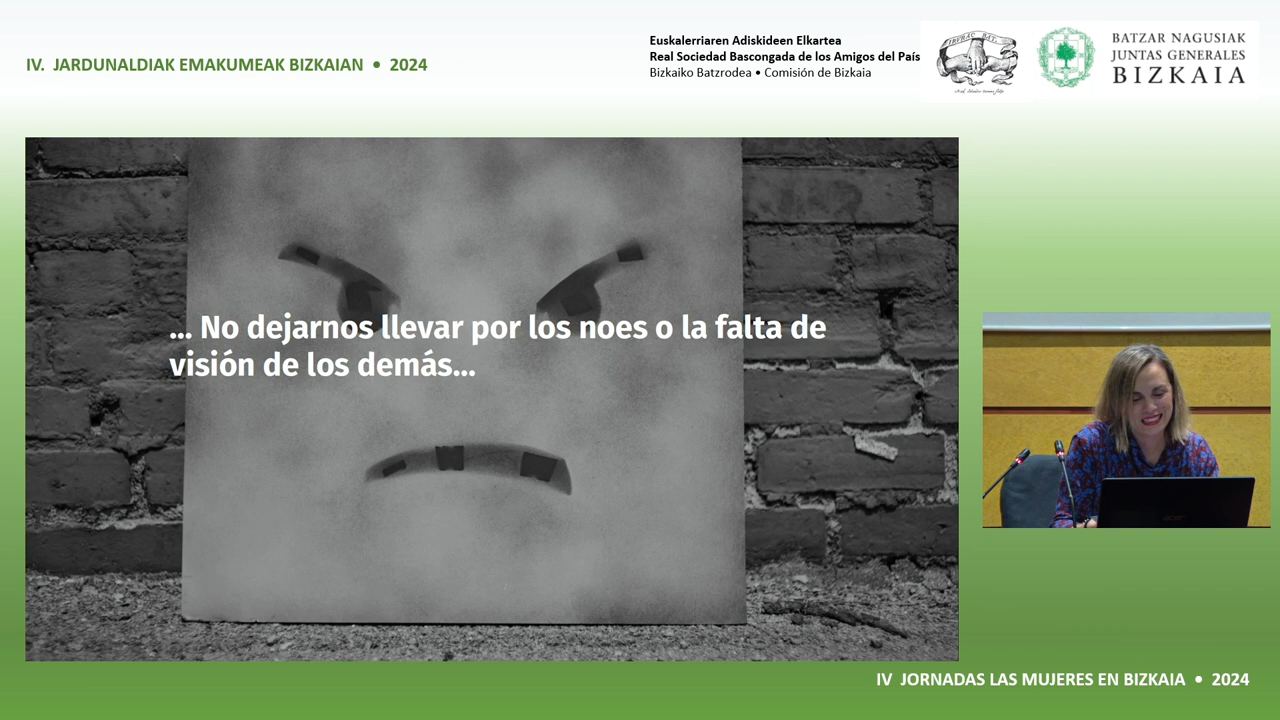 IV. JARDUNALDIAK EMAKUMEAK BIZKAIAN • 2024
Euskalerriaren Adiskideen Elkartea
Real Sociedad Bascongada de los Amigos del País
Bizkaiko Batzrodea • Comisión de Bizkaia
BATZAR NAGUSIAK
JUNTAS GENERALES
BIZKAIA
... No dejarnos llevar por los noes o la falta de
visión de los demás...
IV JORNADAS LAS MUJERES EN BIZKAIA • 2024